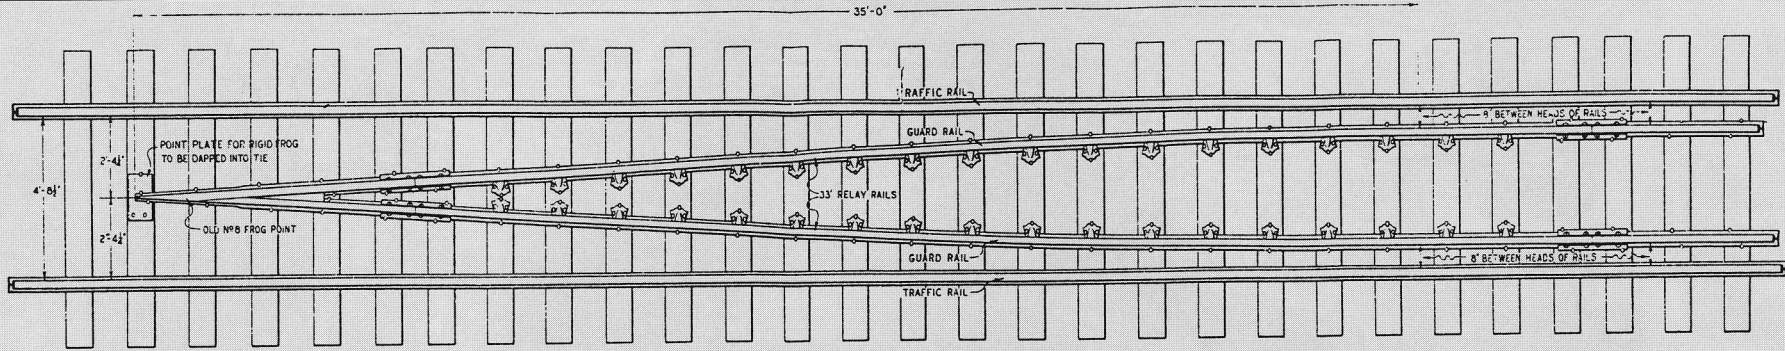 35'-0"
TRAFFIC RAIL
8" BETWEEN HEADS OF RAILS
GUARD RAIL
POINT PLATE FOR RIGID FROG
TO BE DAPPED INTO TIE
2'-4¼"
4'-8½"
33' RELAY RAILS
OLD Nº8 FROG POINT
2'-4¼"
GUARD RAIL
8" BETWEEN HEADS OF RAILS
TRAFFIC RAIL